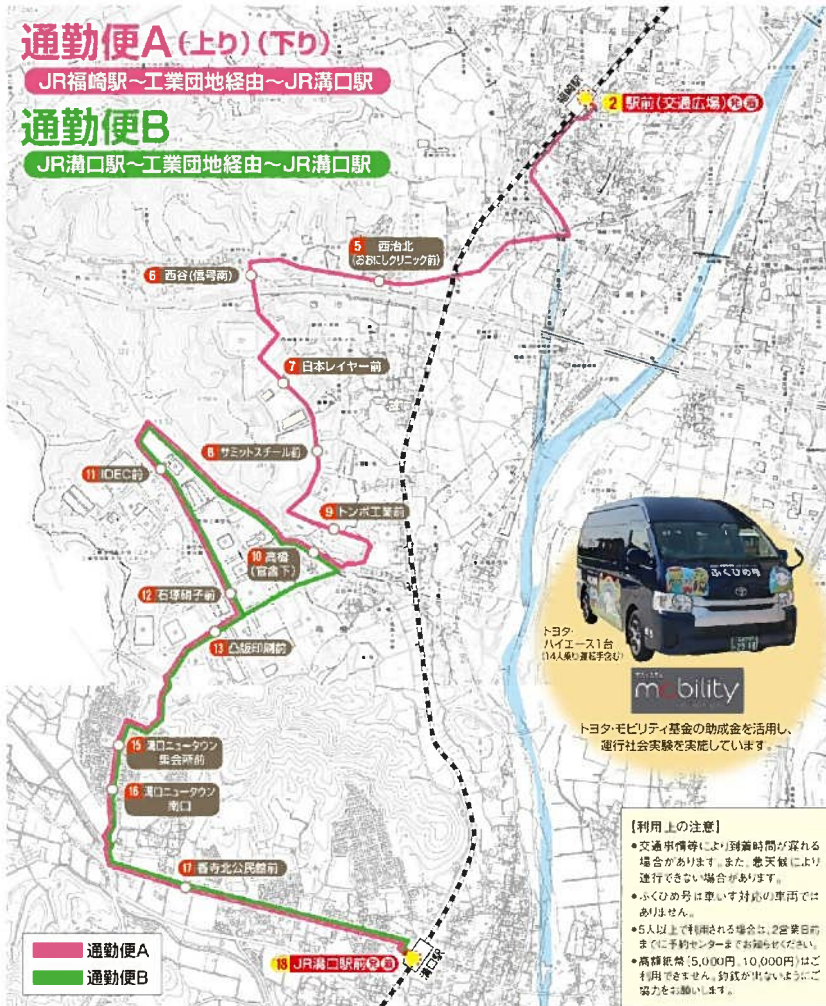 通勤便A(上り)(下り)
JR福崎駅～工業団地経由～JR溝口駅
通勤便B
JR溝口駅～工業団地経由～JR溝口駅
福崎駅
2 駅前(交通広場)発着
5 西治北
(おおにしクリニック前)
6 西谷(信号南)
7 日本レイヤー前
8 サミットスチール前
9 トンボ工業前
10 高橋
(官舎下)
11 IDEC前
12 石塚硝子前
13 凸版印刷前
15 溝口ニュータウン
集会所前
16 溝口ニュータウン
南口
17 香寺北公民館前
18 JR溝口駅前発着
溝口駅
ふくひめ号
トヨタ・
ハイエース1台
(14人乗り運転手含む)
mobility
トヨタ・モビリティ基金の助成金を活用し、
運行社会実験を実施しています。
【利用上の注意】
●交通事情等により到着時間が遅れる
場合があります。また、悪天候により
運行できない場合があります。
●ふくひめ号は車いす対応の車両では
ありません。
●5人以上で利用される場合は、2営業日前
までに予約センターまでお知らせください。
●高額紙幣(5,000円、10,000円)はご
利用できません。釣銭が出ないようにご
協力をお願いします。
通勤便A
通勤便B